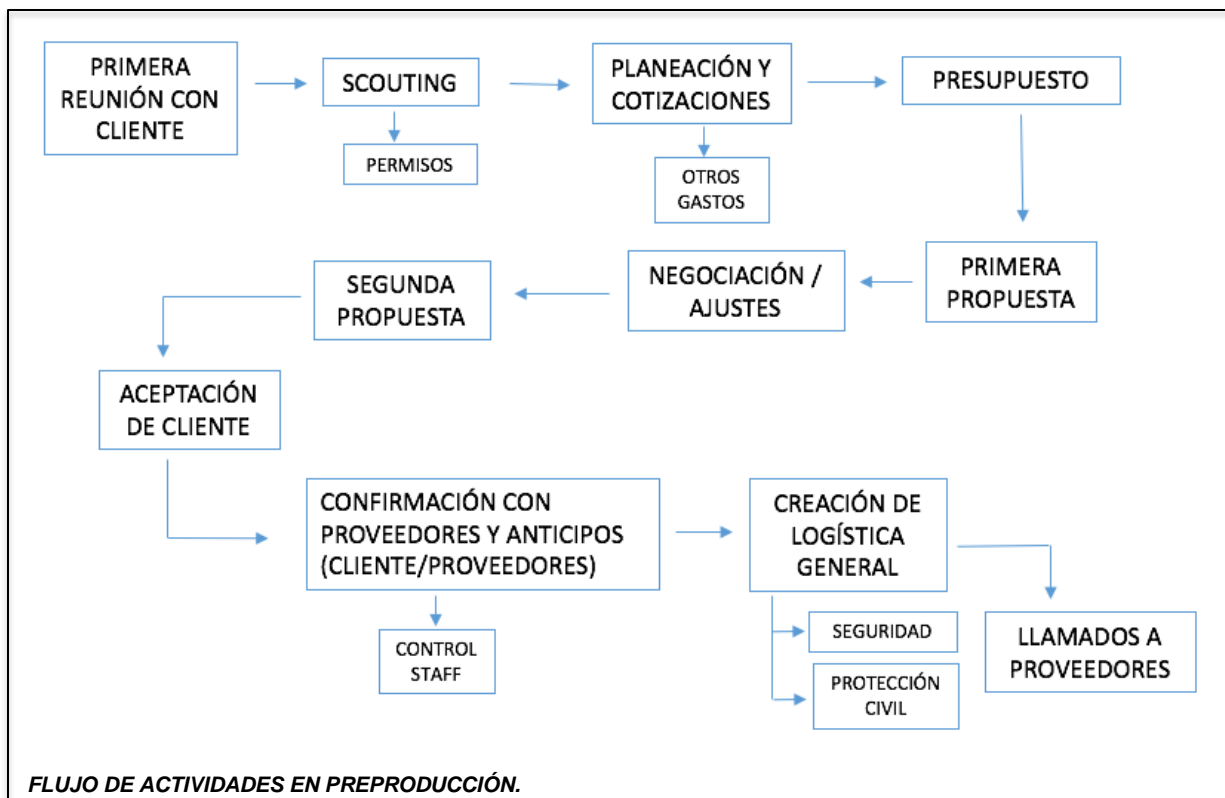 PRIMERA
REUNIÓN CON
CLIENTE
SCOUTING
PERMISOS
PLANEACIÓN Y
COTIZACIONES
OTROS
GASTOS
PRESUPUESTO
PRIMERA
PROPUESTA
NEGOCIACIÓN /
AJUSTES
SEGUNDA
PROPUESTA
ACEPTACIÓN
DE CLIENTE
CONFIRMACIÓN CON
PROVEEDORES Y ANTICIPOS
(CLIENTE/PROVEEDORES)
CONTROL
STAFF
CREACIÓN DE
LOGÍSTICA
GENERAL
SEGURIDAD
PROTECCIÓN
CIVIL
LLAMADOS A
PROVEEDORES
FLUJO DE ACTIVIDADES EN PREPRODUCCIÓN.